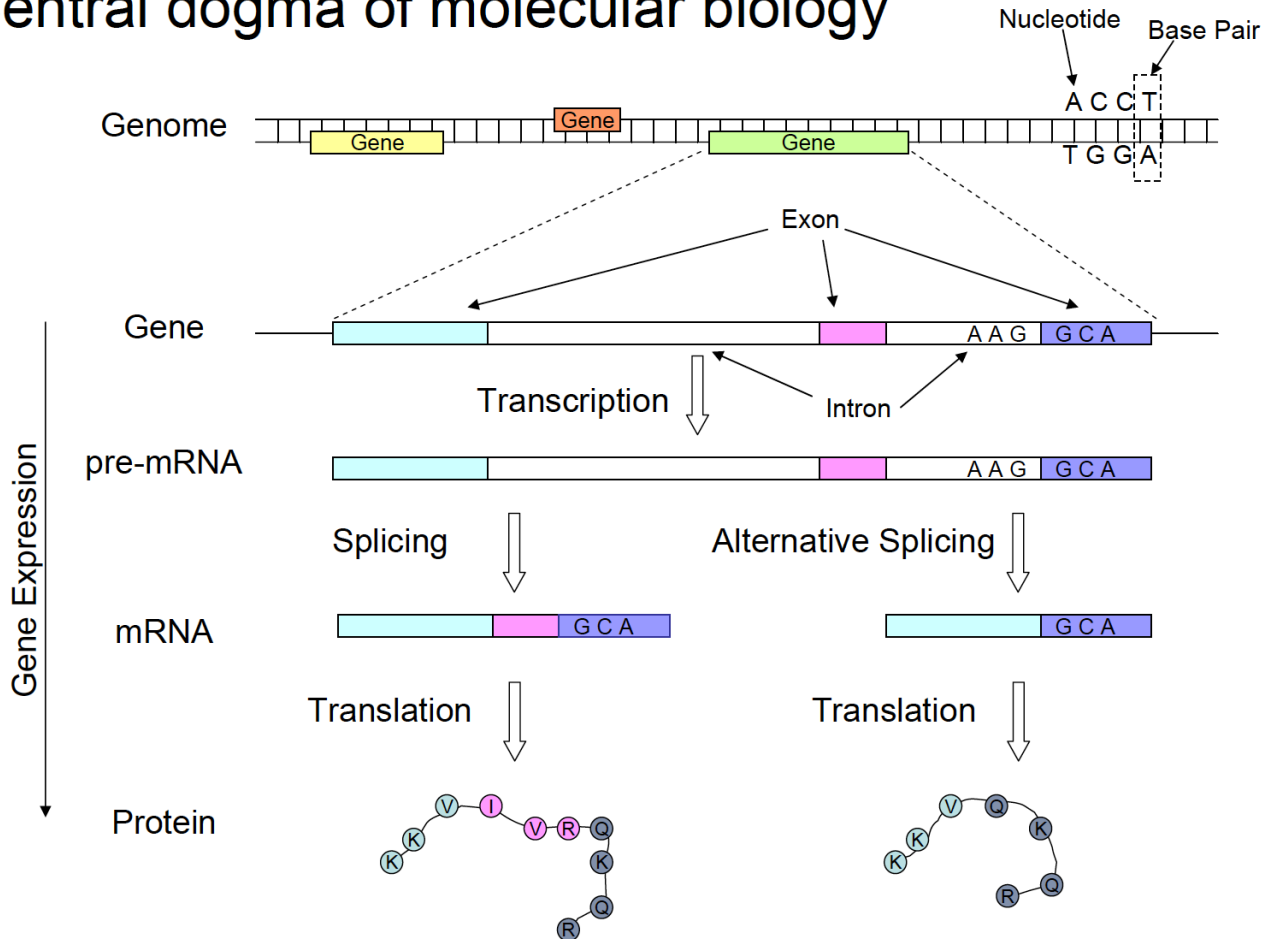 entral dogma of molecular biology
Nucleotide
Base Pair
A C C T
Genome
Gene
Gene
Gene
T G G A
Exon
Gene
A A G G C A
Transcription
Intron
pre-mRNA
A A G G C A
Gene Expression
Splicing
Alternative Splicing
mRNA
G C A
G C A
Translation
Translation
Protein
K K V I V R Q K Q R
K K V Q K Q R